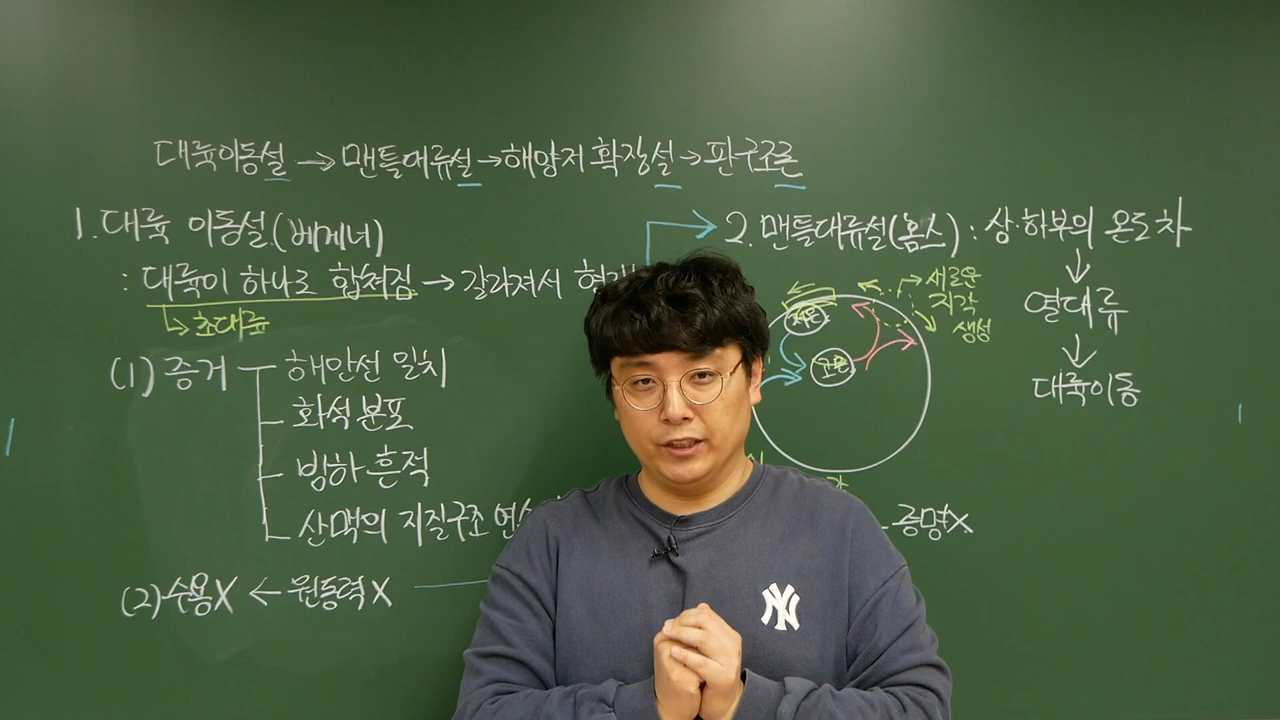 대륙이동설 → 맨틀대류설 → 해양저 확장설 → 판구조론
1. 대륙 이동설 (베게너)
: 대륙이 하나로 합쳐짐 → 갈라져서
↳ 초대륙
(1) 증거
해안선 일치
화석 분포
빙하 흔적
산맥의 지질구조
(2) 수용X ← 원동력X
2. 맨틀대류설(홈스) : 상·하부의 온도차
↓
열대류
↓
대륙이동
새로운
지각
생성
저온
고온
증명X
NY